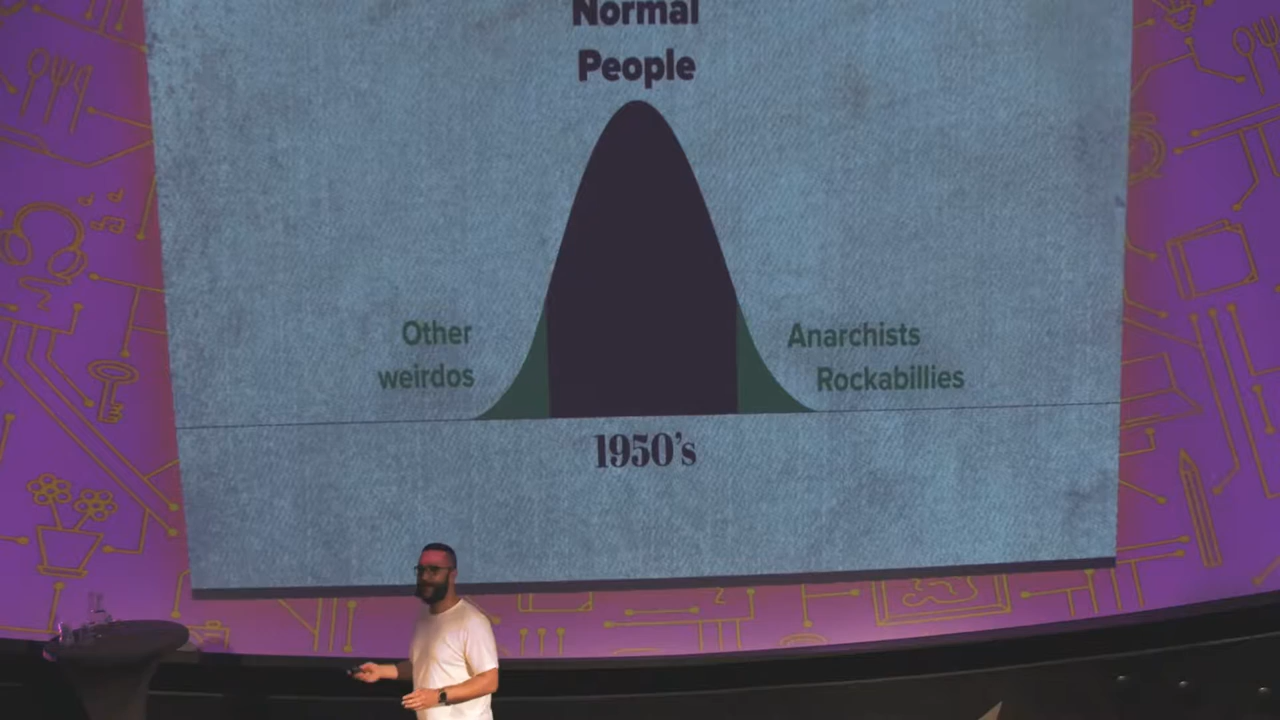 Normal
People
Other
weirdos
Anarchists
Rockabillies
1950's